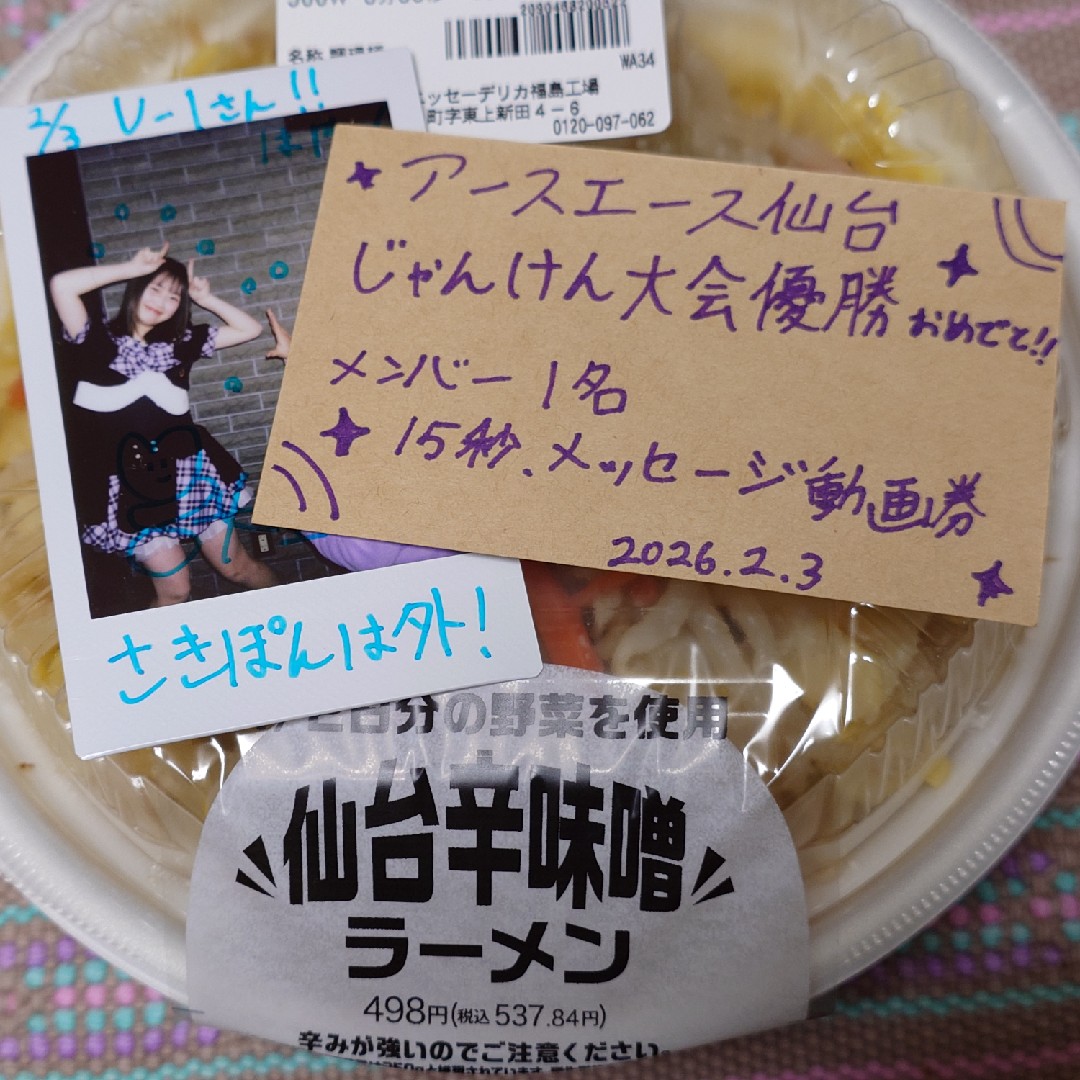 2090458200422
WA34
ッセーデリカ福島工場
町字東上新田4-6
0120-097-062
2/3 しーしさん!!
さきぽんは外!
アースエース仙台
じゃんけん大会優勝 おめでと!!
メンバー1名
15秒、メッセージ動画券
2026.2.3
日分の野菜を使用
仙台辛味噌
ラーメン
498円(税込537.84円)
辛みが強いのでご注意ください